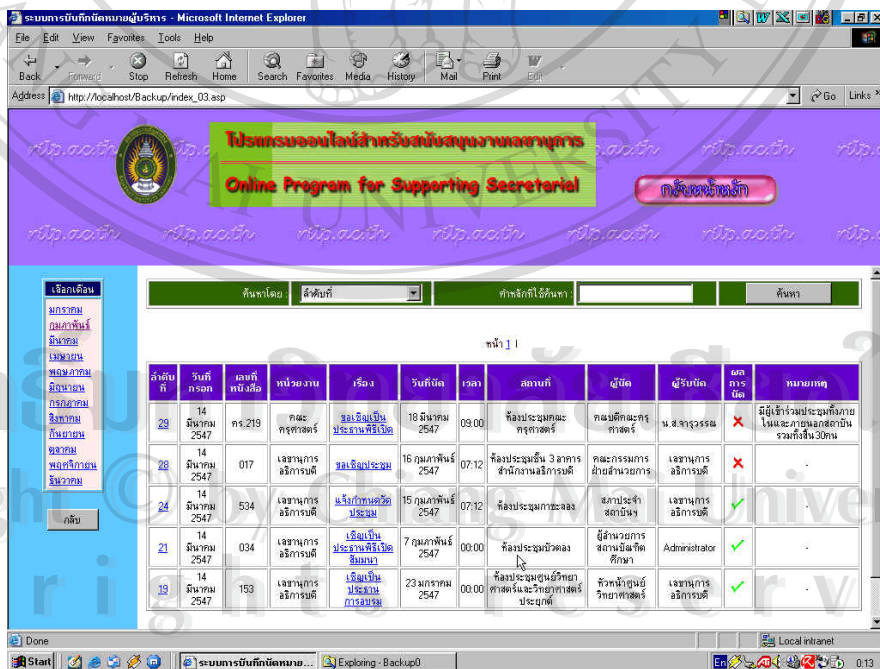 ระบบการบันทึกนัดหมายผู้บริหาร - Microsoft Internet Explorer
File Edit View Favorites Tools Help
Back Forward Stop Refresh Home Search Favorites Media History Mail Print Edit
Address http://localhost/Backup/index_03.asp Go Links
โปรแกรมออนไลน์สำหรับสนับสนุนงานเลขานุการ
Online Program for Supporting Secretarial
กลับหน้าหลัก
เลือกเดือน
มกราคม
กุมภาพันธ์
มีนาคม
เมษายน
พฤษภาคม
มิถุนายน
กรกฎาคม
สิงหาคม
กันยายน
ตุลาคม
พฤศจิกายน
ธันวาคม
กลับ
ค้นหาโดย : ลำดับที่ คำหลักที่ใช้ค้นหา : ค้นหา
หน้า 1 |
ลำดับที่ วันที่กรอก เลขที่หนังสือ หน่วยงาน เรื่อง วันที่นัด เวลา สถานที่ ผู้นัด ผู้รับนัด ผลการนัด หมายเหตุ
29 14 มีนาคม 2547 คร.219 คณะครุศาสตร์ ขอเชิญเป็นประธานพิธีเปิด 18 มีนาคม 2547 09:00 ห้องประชุมคณะครุศาสตร์ คณบดีคณะครุศาสตร์ น.ส.จารุวรรณ มีผู้เข้าร่วมประชุมทั้งภายในและภายนอกสถาบันรวมทั้งสิ้น 30คน
28 14 มีนาคม 2547 017 เลขานุการอธิการบดี ขอเชิญประชุม 16 กุมภาพันธ์ 2547 07:12 ห้องประชุมชั้น 3 อาคารสำนักงานอธิการบดี คณะกรรมการฝ่ายอำนวยการ เลขานุการอธิการบดี .
24 14 มีนาคม 2547 534 เลขานุการอธิการบดี แจ้งกำหนดวัดประชุม 15 กุมภาพันธ์ 2547 07:12 ห้องประชุมกาซะลอง สภาประจำสถาบันฯ เลขานุการอธิการบดี .
21 14 มีนาคม 2547 034 เลขานุการอธิการบดี เชิญเป็นประธานพิธีเปิดสัมมนา 7 กุมภาพันธ์ 2547 00:00 ห้องประชุมบัวตอง ผู้อำนวยการสถาบันบัณฑิตศึกษา Administrator .
19 14 มีนาคม 2547 153 เลขานุการอธิการบดี เชิญเป็นประธานการอบรม 23 มกราคม 2547 00:00 ห้องประชุมศูนย์วิทยาศาสตร์และวิทยาศาสตร์ประยุกต์ หัวหน้าศูนย์วิทยาศาสตร์ เลขานุการอธิการบดี .
Done Local intranet
Start ระบบการบันทึกนัดหมาย... Exploring - Backup0 En 0:13